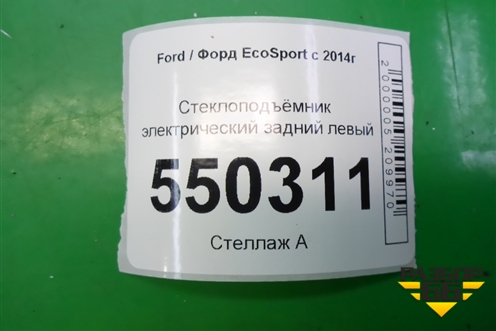 Ford / Форд EcoSport с 2014г
Стеклоподъёмник
электрический задний левый
550311
Стеллаж А
2000005209970